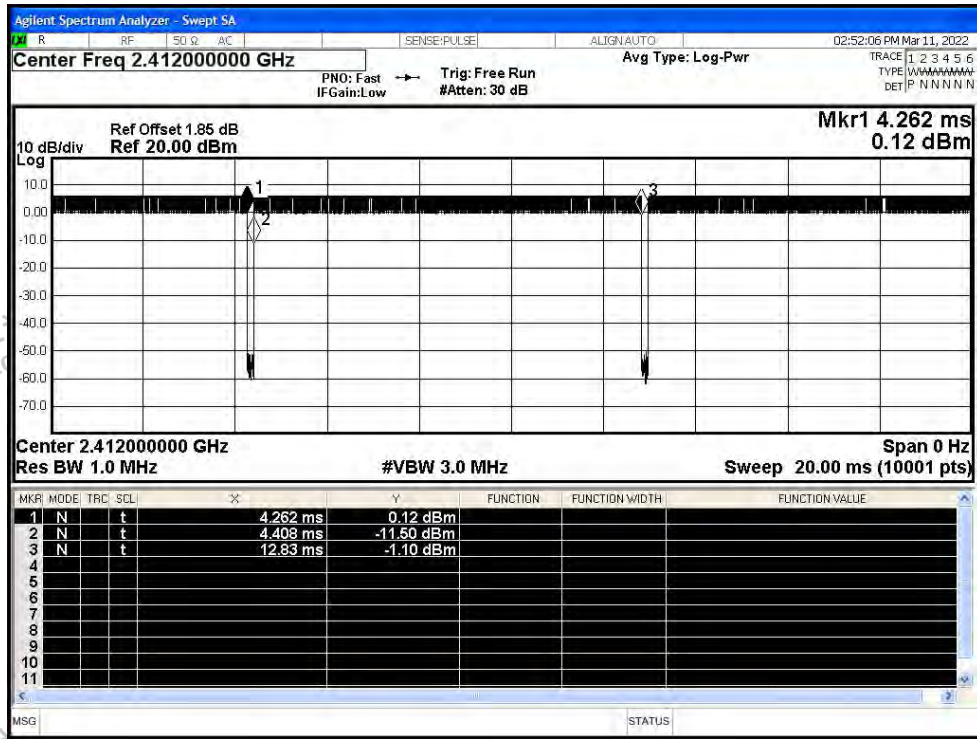 Agilent Spectrum Analyzer - Swept SA
LXI R RF 50 Ω AC SENSE:PULSE ALIGN AUTO 02:52:06 PM Mar 11, 2022
Center Freq 2.412000000 GHz
PNO: Fast
IFGain:Low
Trig: Free Run
#Atten: 30 dB
Avg Type: Log-Pwr
TRACE 1 2 3 4 5 6
TYPE
DET P N N N N N
Ref Offset 1.85 dB
10 dB/div Ref 20.00 dBm
Log
Mkr1 4.262 ms
0.12 dBm
10.0
0.00
-10.0
-20.0
-30.0
-40.0
-50.0
-60.0
-70.0
1
2
3
Center 2.412000000 GHz Span 0 Hz
Res BW 1.0 MHz #VBW 3.0 MHz Sweep 20.00 ms (10001 pts)
MKR MODE TRC SCL X Y FUNCTION FUNCTION WIDTH FUNCTION VALUE
1 N t 4.262 ms 0.12 dBm
2 N t 4.408 ms -11.50 dBm
3 N t 12.83 ms -1.10 dBm
4
5
6
7
8
9
10
11
MSG STATUS